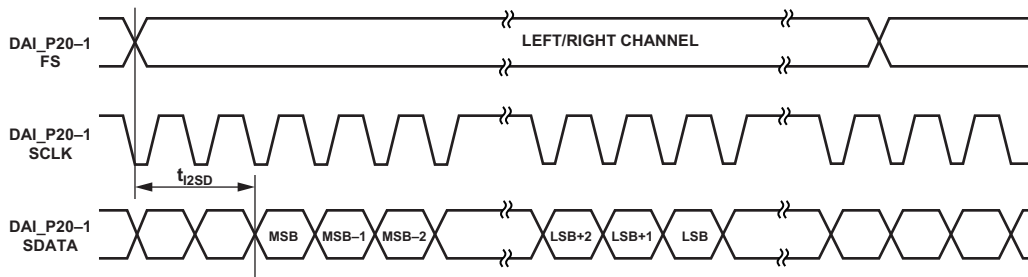 DAI_P20–1
FS
LEFT/RIGHT CHANNEL
DAI_P20–1
SCLK
tI2SD
DAI_P20–1
SDATA
MSB
MSB–1
MSB–2
LSB+2
LSB+1
LSB